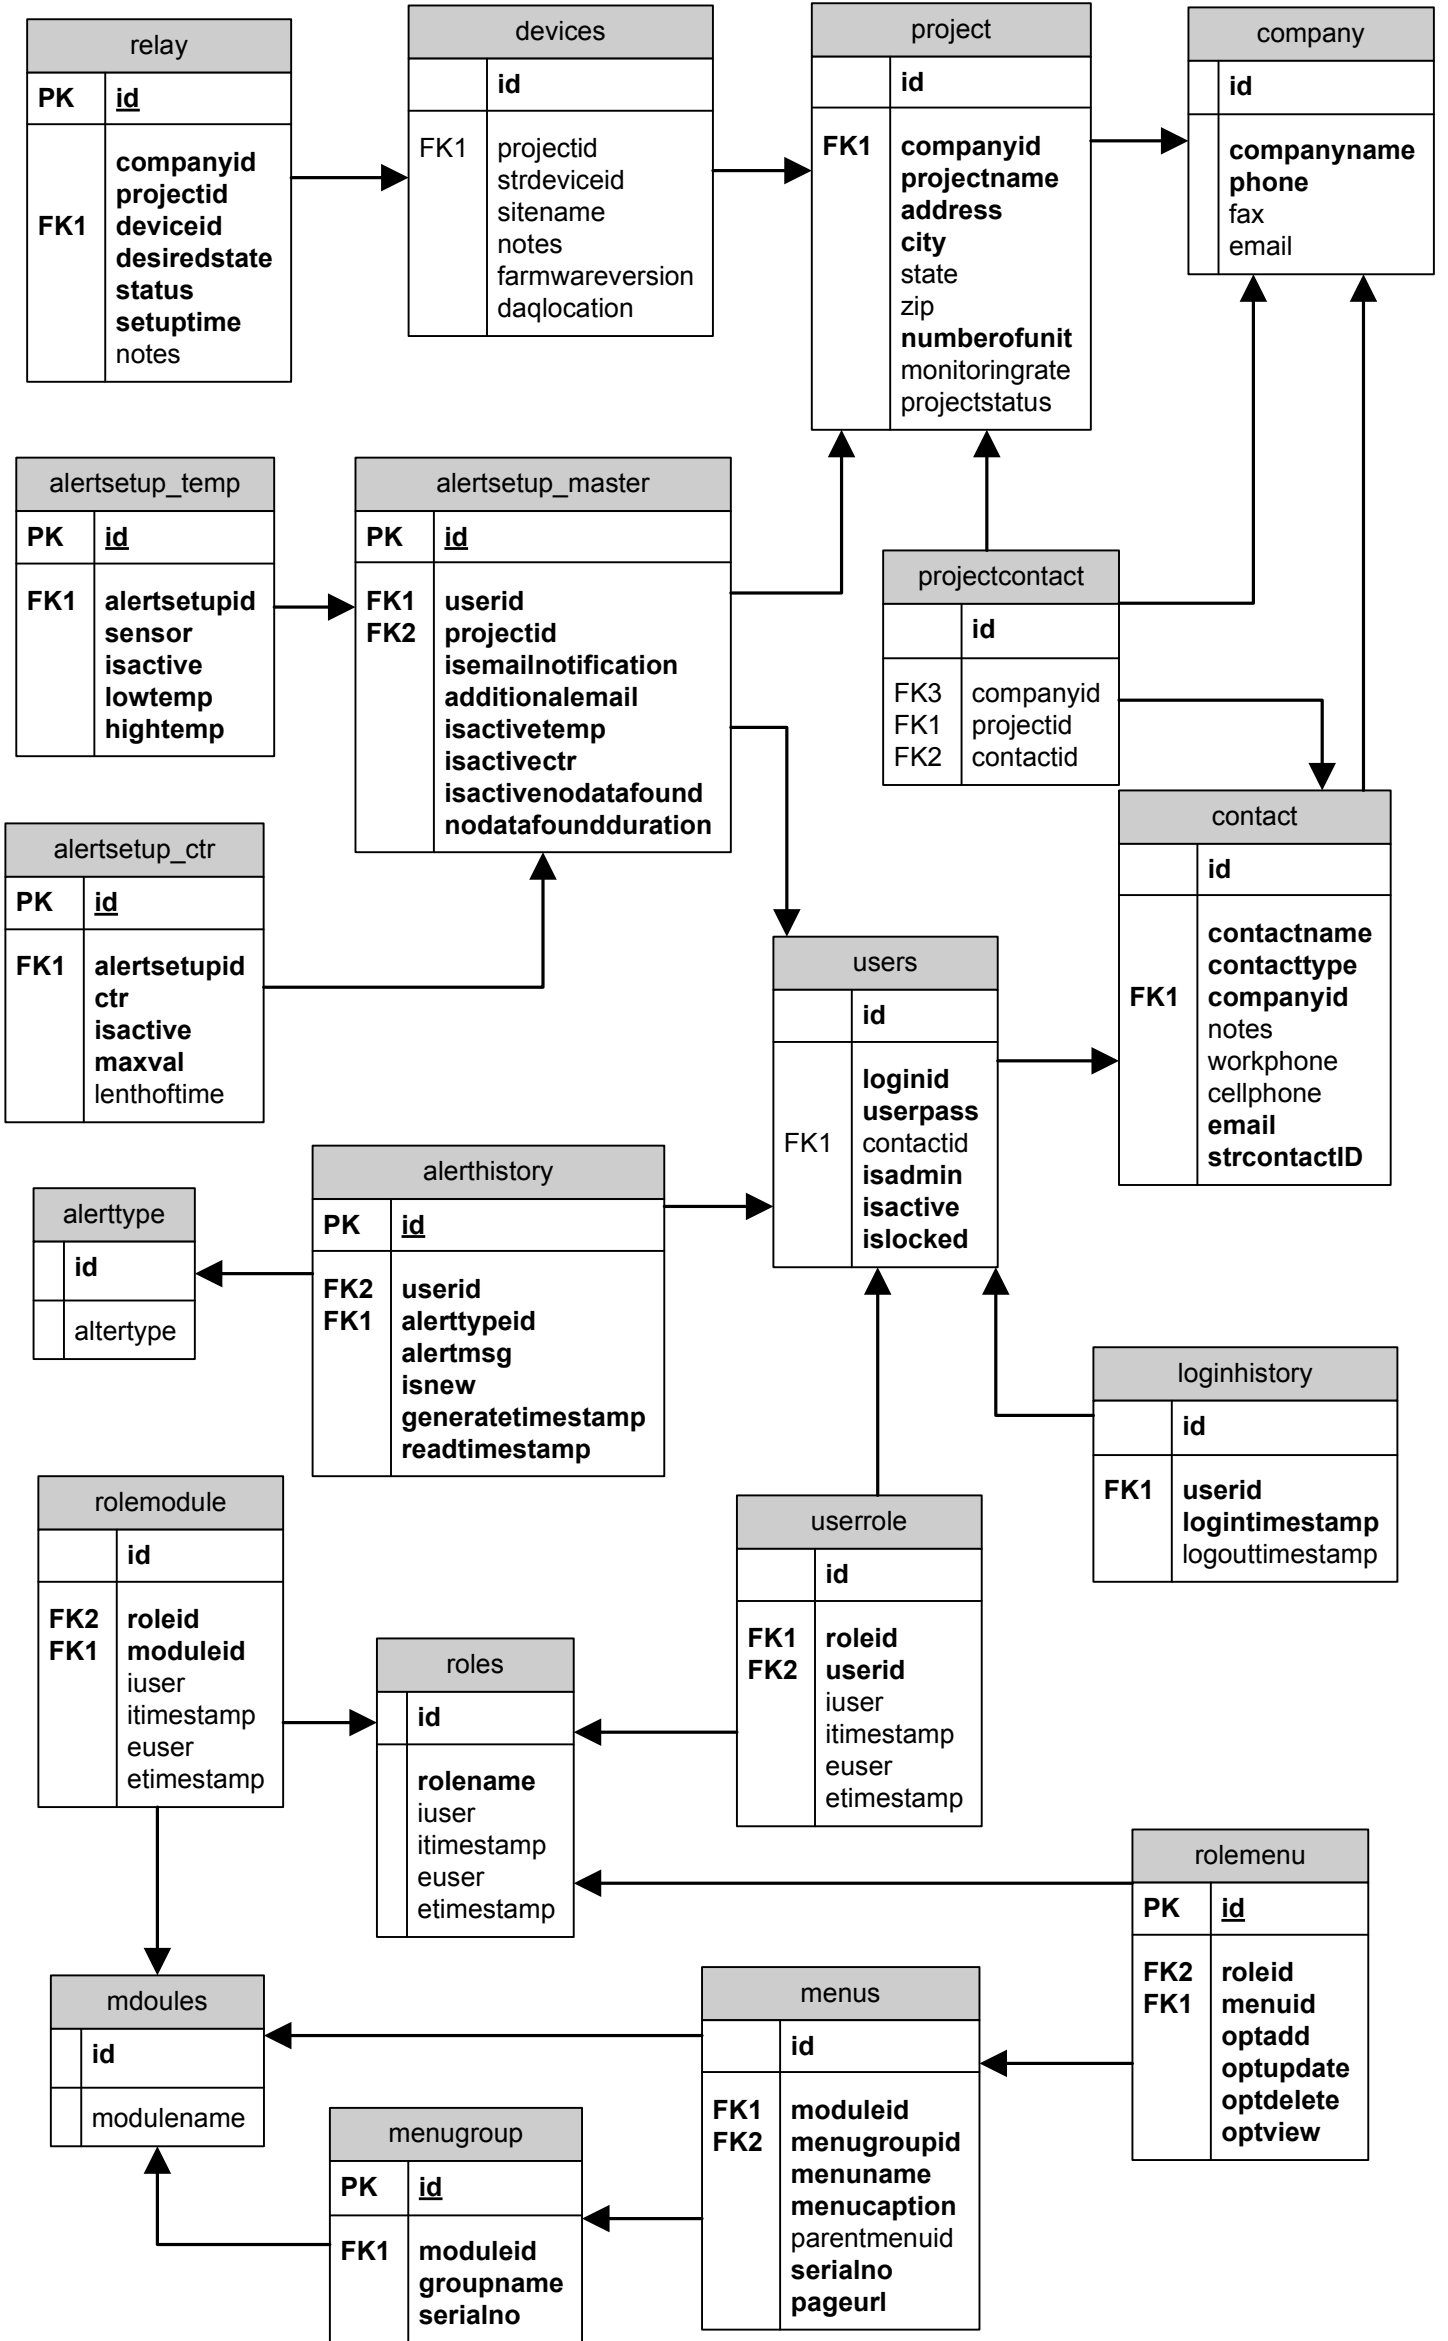 relay
PK id
companyid
projectid
FK1 deviceid
desiredstate
status
setuptime
notes
devices
id
FK1 projectid
strdeviceid
sitename
notes
farmwareversion
daqlocation
project
id
FK1 companyid
projectname
address
city
state
zip
numberofunit
monitoringrate
projectstatus
company
id
companyname
phone
fax
email
alertsetup_temp
PK id
FK1 alertsetupid
sensor
isactive
lowtemp
hightemp
alertsetup_master
PK id
FK1 userid
FK2 projectid
isemailnotification
additionalemail
isactivetemp
isactivectr
isactivenodatafound
nodatafoundduration
projectcontact
id
FK3 companyid
FK1 projectid
FK2 contactid
alertsetup_ctr
PK id
FK1 alertsetupid
ctr
isactive
maxval
lenthoftime
contact
id
contactname
contacttype
FK1 companyid
notes
workphone
cellphone
email
strcontactID
users
id
loginid
userpass
FK1 contactid
isadmin
isactive
islocked
alerttype
id
altertype
alerthistory
PK id
FK2 userid
FK1 alerttypeid
alertmsg
isnew
generatetimestamp
readtimestamp
loginhistory
id
FK1 userid
logintimestamp
logouttimestamp
rolemodule
id
FK2 roleid
FK1 moduleid
iuser
itimestamp
euser
etimestamp
roles
id
rolename
iuser
itimestamp
euser
etimestamp
userrole
id
FK1 roleid
FK2 userid
iuser
itimestamp
euser
etimestamp
rolemenu
PK id
FK2 roleid
FK1 menuid
optadd
optupdate
optdelete
optview
mdoules
id
modulename
menugroup
PK id
FK1 moduleid
groupname
serialno
menus
id
FK1 moduleid
FK2 menugroupid
menuname
menucaption
parentmenuid
serialno
pageurl